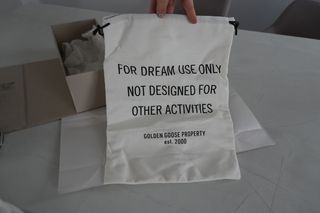 FOR DREAM USE ONLY
NOT DESIGNED FOR
OTHER ACTIVITIES
GOLDEN GOOSE PROPERTY
est. 2000